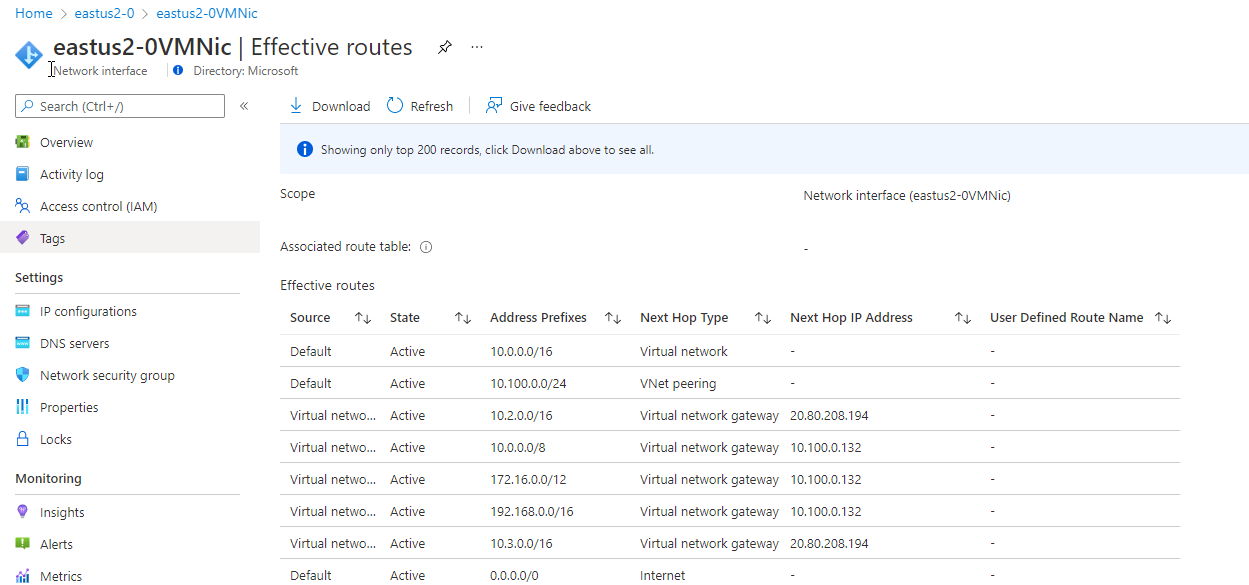 Home > eastus2-0 > eastus2-0VMNic
eastus2-0VMNic | Effective routes ...
Network interface Directory: Microsoft
Search (Ctrl+/) «
Overview
Activity log
Access control (IAM)
Tags
Settings
IP configurations
DNS servers
Network security group
Properties
Locks
Monitoring
Insights
Alerts
Metrics
Download Refresh Give feedback
Showing only top 200 records, click Download above to see all.
Scope Network interface (eastus2-0VMNic)
Associated route table: -
Effective routes
Source State Address Prefixes Next Hop Type Next Hop IP Address User Defined Route Name
Default Active 10.0.0.0/16 Virtual network - -
Default Active 10.100.0.0/24 VNet peering - -
Virtual netwo... Active 10.2.0.0/16 Virtual network gateway 20.80.208.194 -
Virtual netwo... Active 10.0.0.0/8 Virtual network gateway 10.100.0.132 -
Virtual netwo... Active 172.16.0.0/12 Virtual network gateway 10.100.0.132 -
Virtual netwo... Active 192.168.0.0/16 Virtual network gateway 10.100.0.132 -
Virtual netwo... Active 10.3.0.0/16 Virtual network gateway 20.80.208.194 -
Default Active 0.0.0.0/0 Internet - -